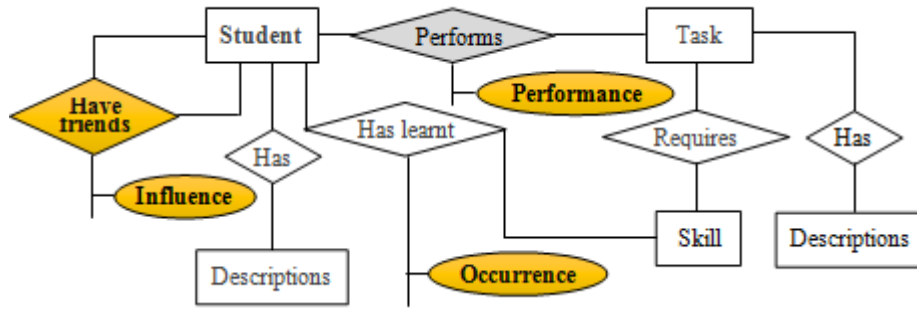 Student
Performs
Task
Have
friends
Performance
Has learnt
Has
Requires
Has
Influence
Skill
Descriptions
Descriptions
Occurrence